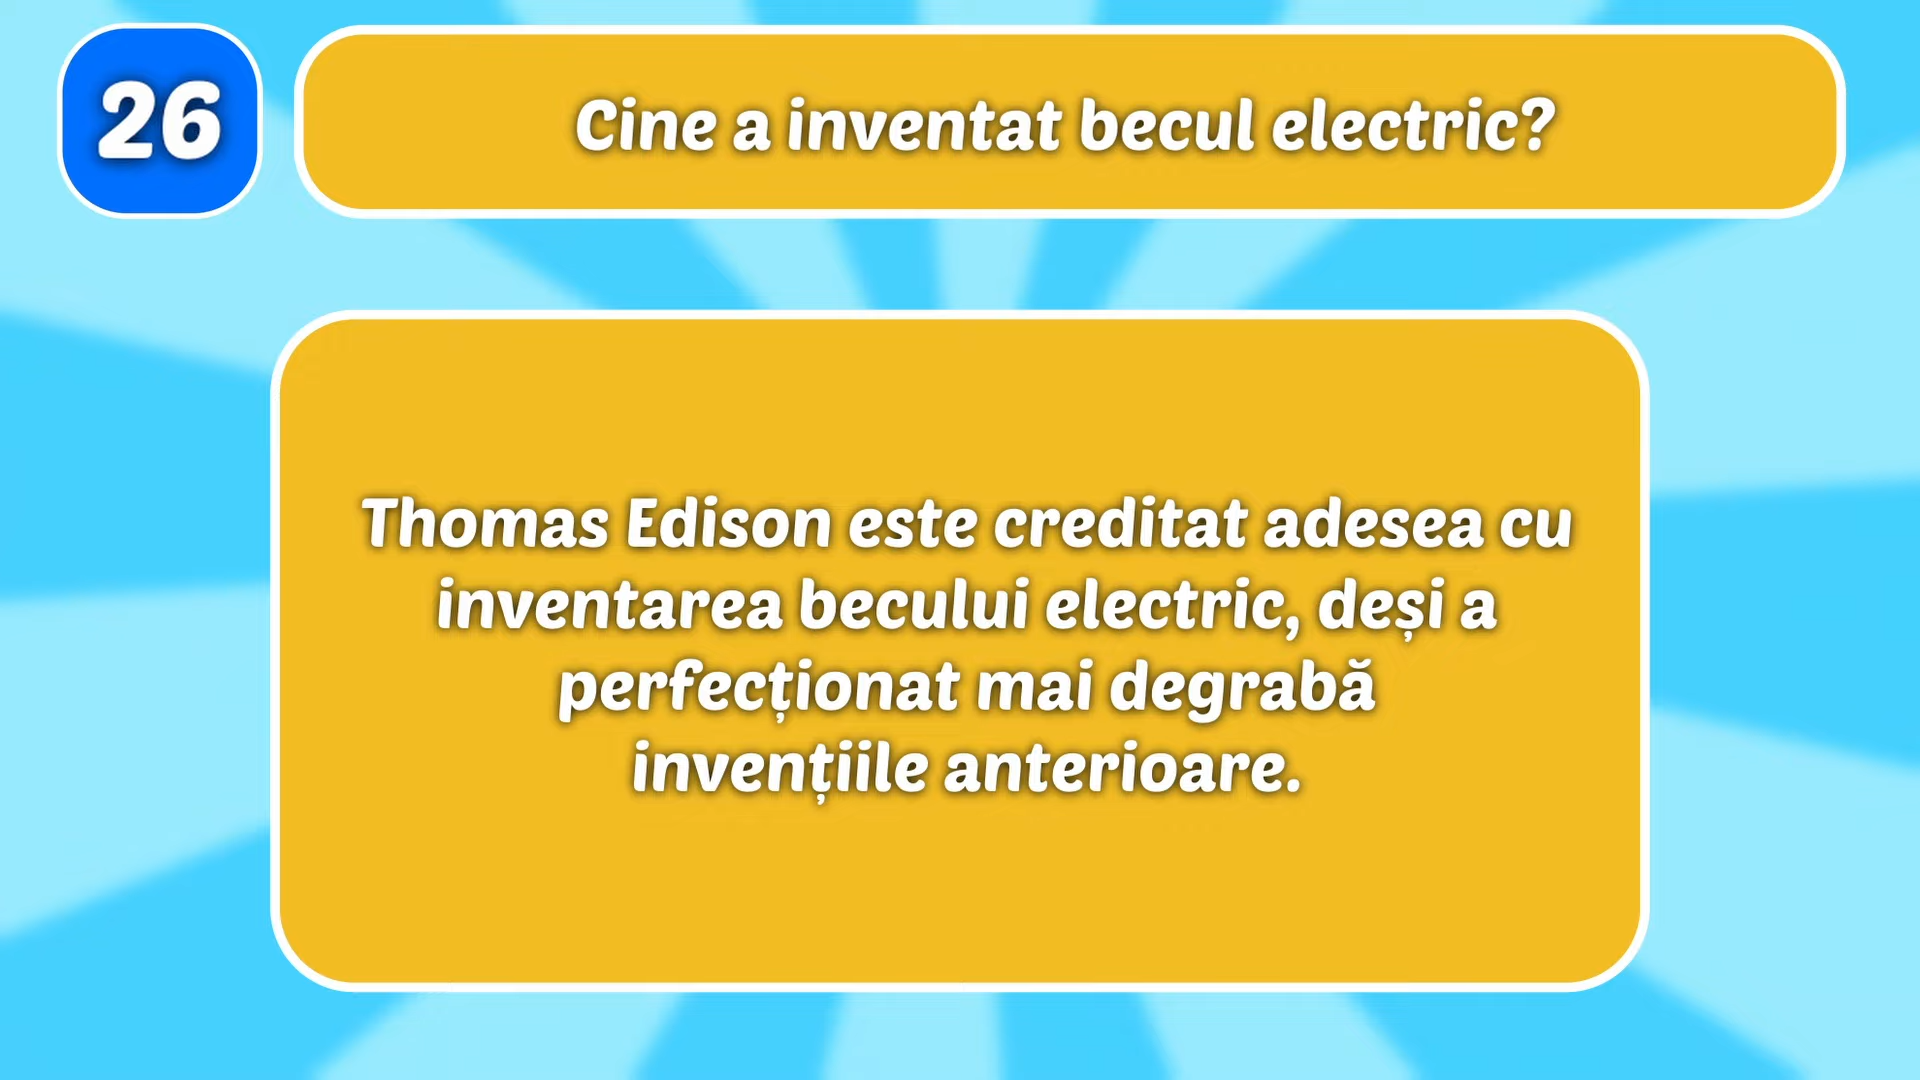 26
Cine a inventat becul electric?
Thomas Edison este creditat adesea cu
inventarea becului electric, deși a
perfecționat mai degrabă
invențiile anterioare.